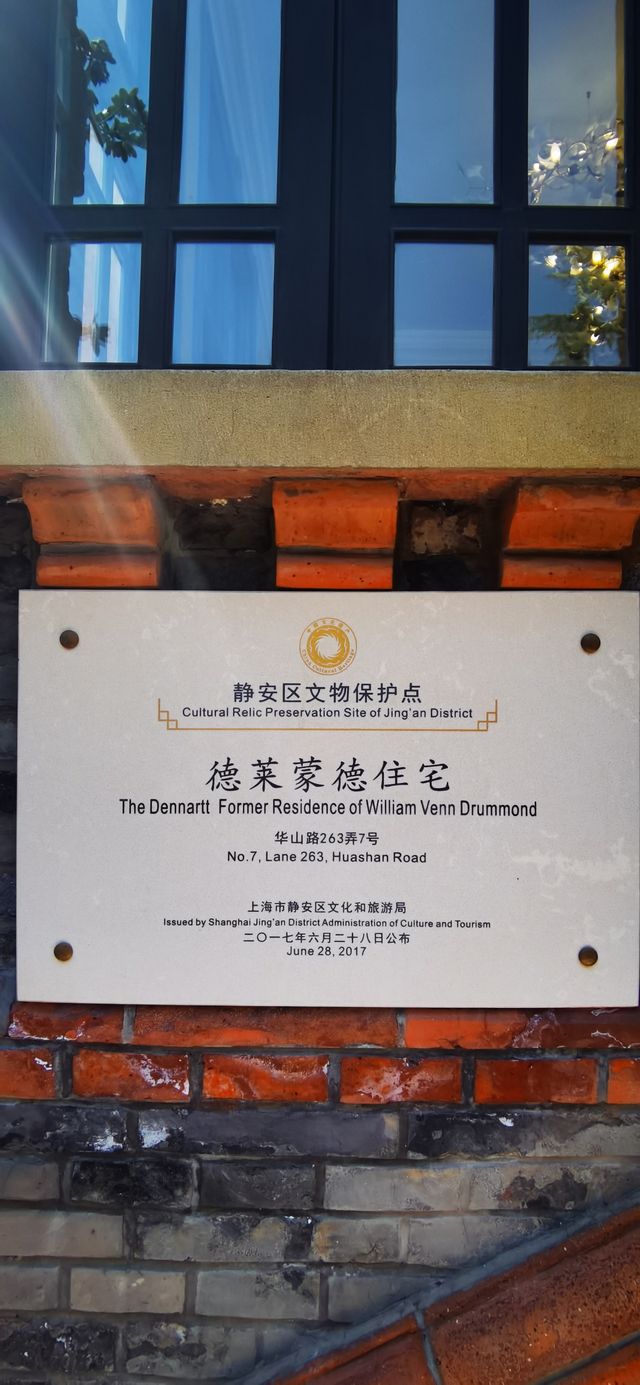 静安区文物保护点
Cultural Relic Preservation Site of Jing'an District
德莱蒙德住宅
The Dennartt Former Residence of William Venn Drummond
华山路263弄7号
No.7, Lane 263, Huashan Road
上海市静安区文化和旅游局
Issued by Shanghai Jing'an District Administration of Culture and Tourism
二〇一七年六月二十八日公布
June 28, 2017